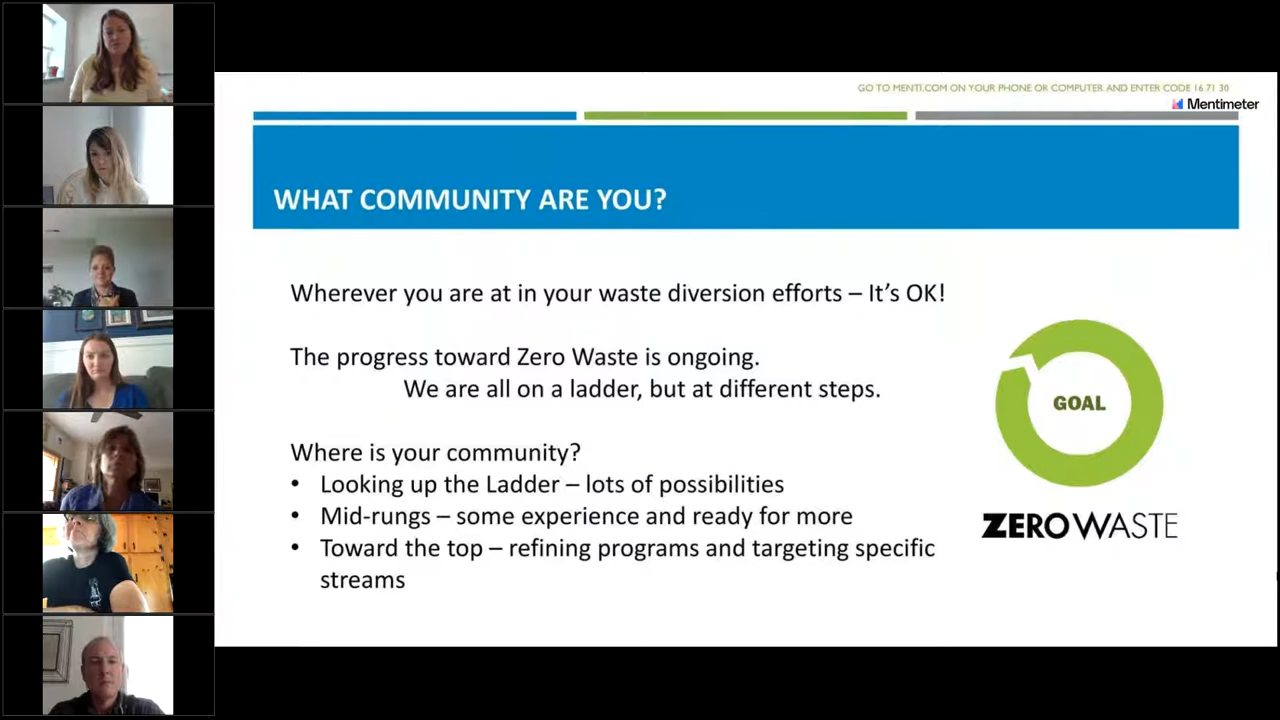 GO TO MENTI.COM ON YOUR PHONE OR COMPUTER AND ENTER CODE 16 71 30
Mentimeter
WHAT COMMUNITY ARE YOU?
Wherever you are at in your waste diversion efforts – It's OK!
The progress toward Zero Waste is ongoing.
We are all on a ladder, but at different steps.
Where is your community?
• Looking up the Ladder – lots of possibilities
• Mid-rungs – some experience and ready for more
• Toward the top – refining programs and targeting specific
streams
GOAL
ZEROWASTE